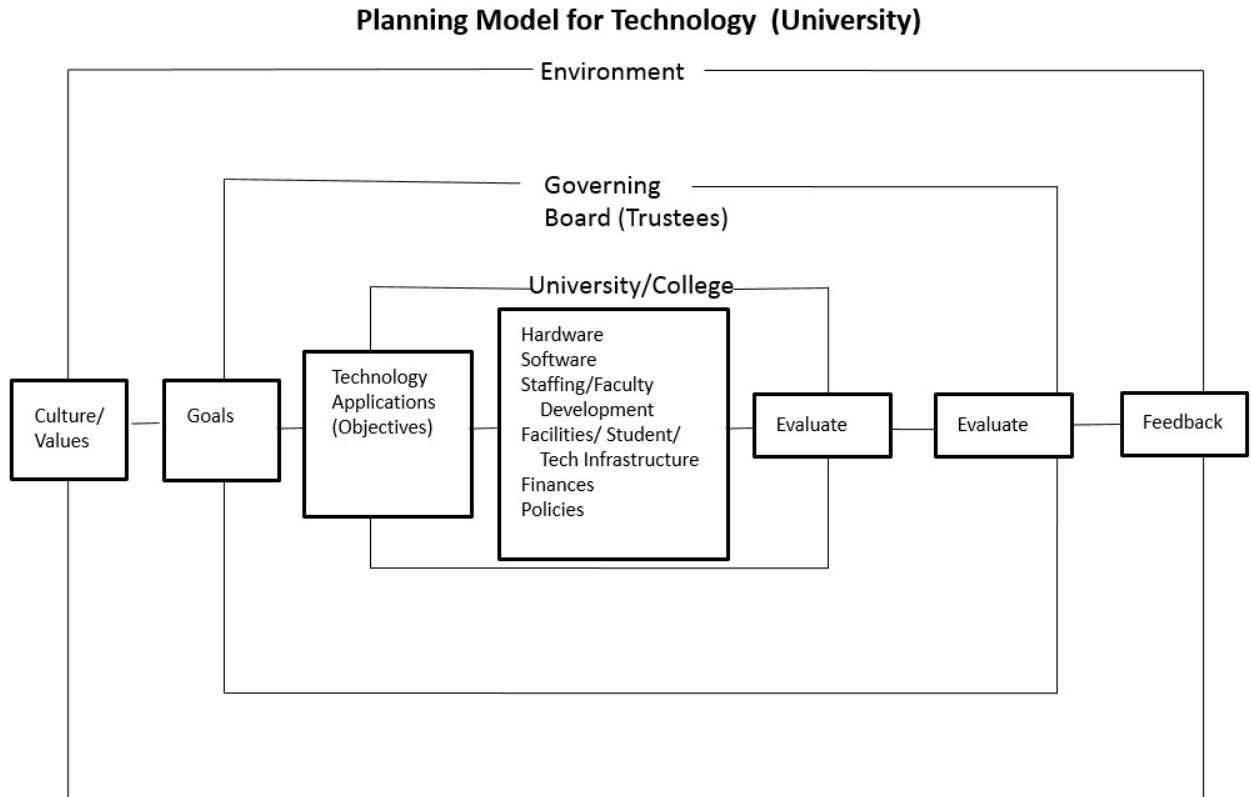 Planning Model for Technology (University)
Environment
Governing
Board (Trustees)
University/College
Culture/
Values
Goals
Technology
Applications
(Objectives)
Hardware
Software
Staffing/Faculty
Development
Facilities/ Student/
Tech Infrastructure
Finances
Policies
Evaluate
Evaluate
Feedback